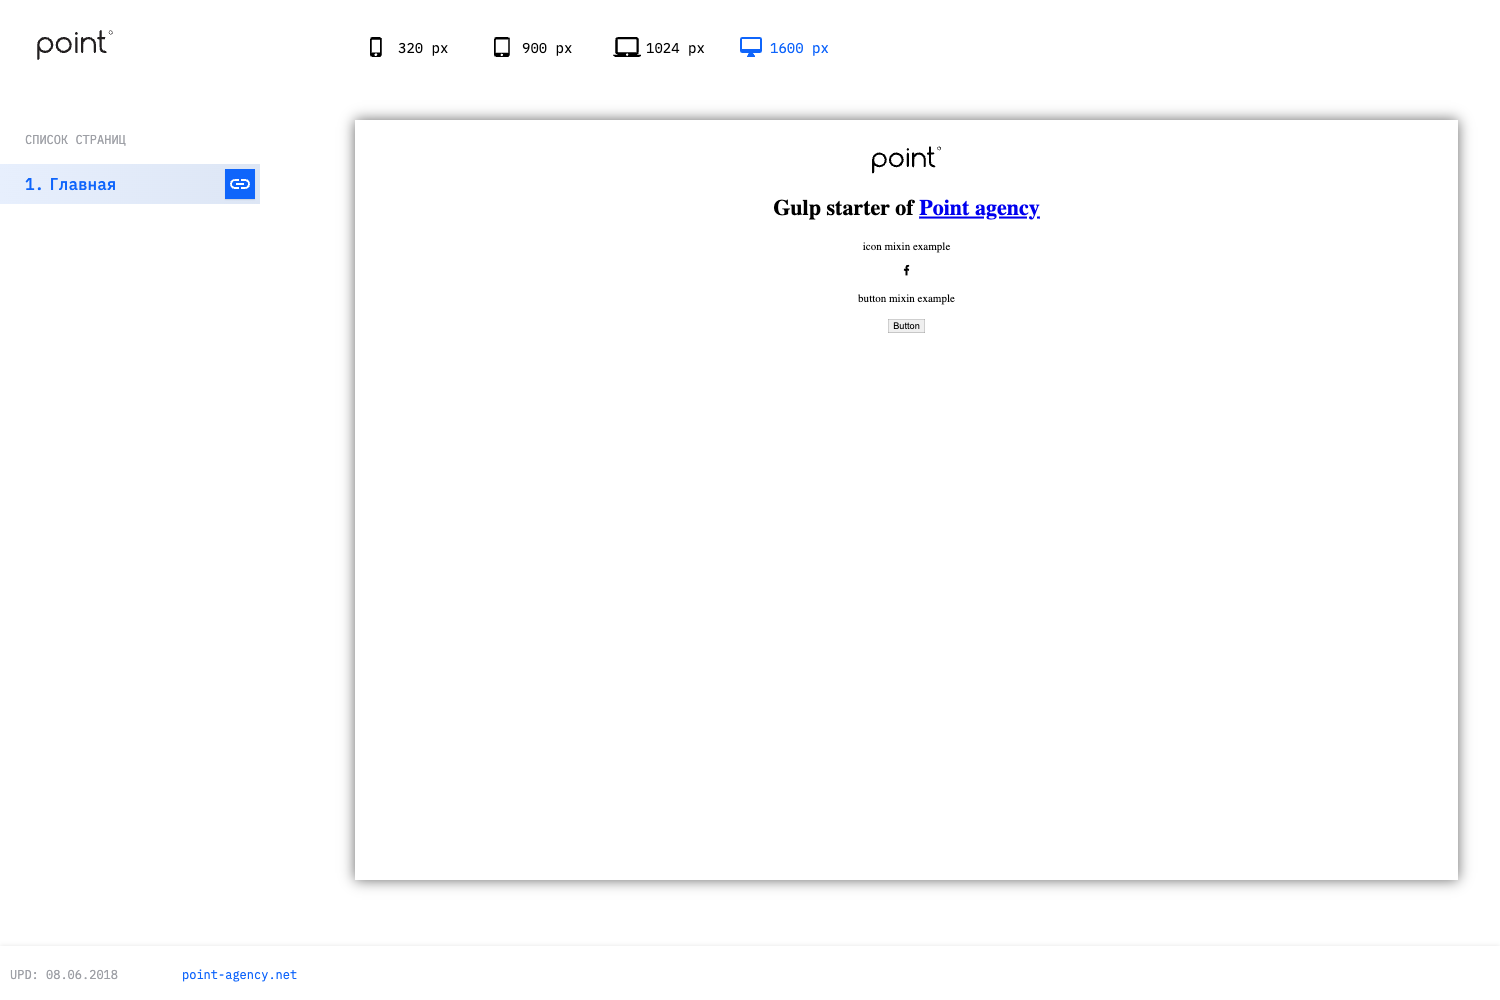 point
320 px
900 px
1024 px
1600 px
СПИСОК СТРАНИЦ
1. Главная
point
Gulp starter of Point agency
icon mixin example
button mixin example
Button
UPD: 08.06.2018
point-agency.net